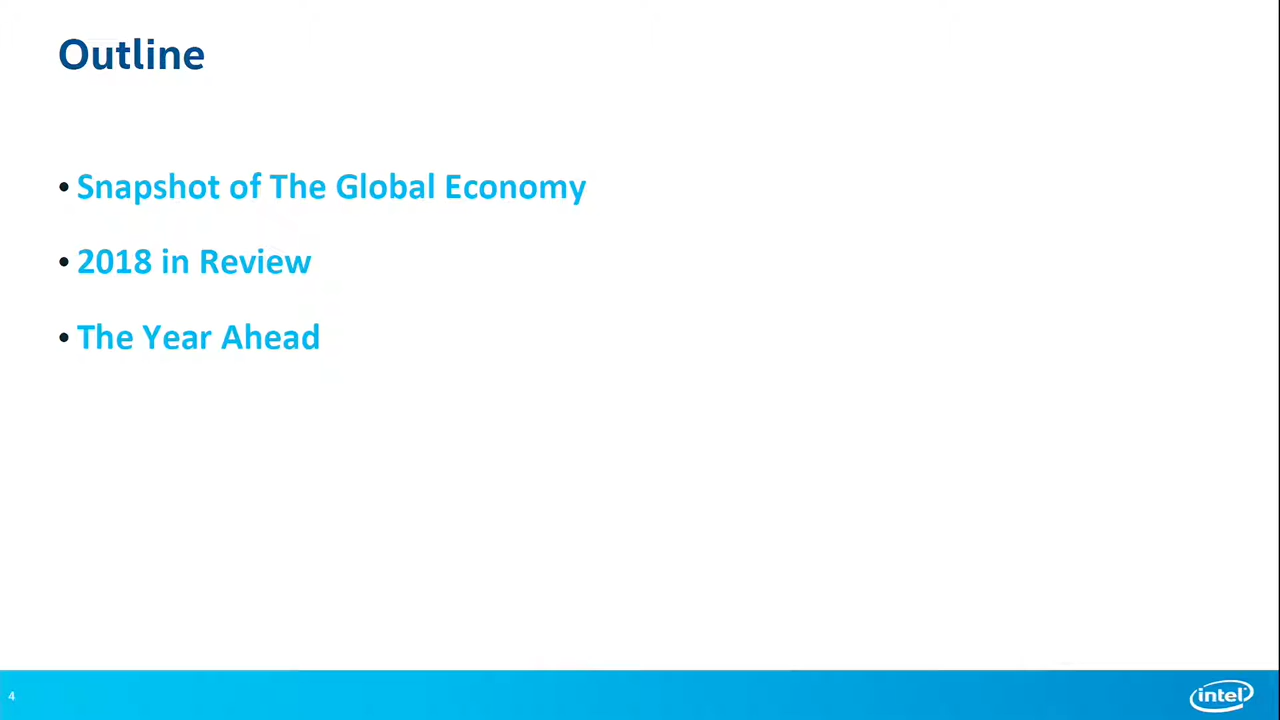 Outline
• Snapshot of The Global Economy
• 2018 in Review
• The Year Ahead
4
intel